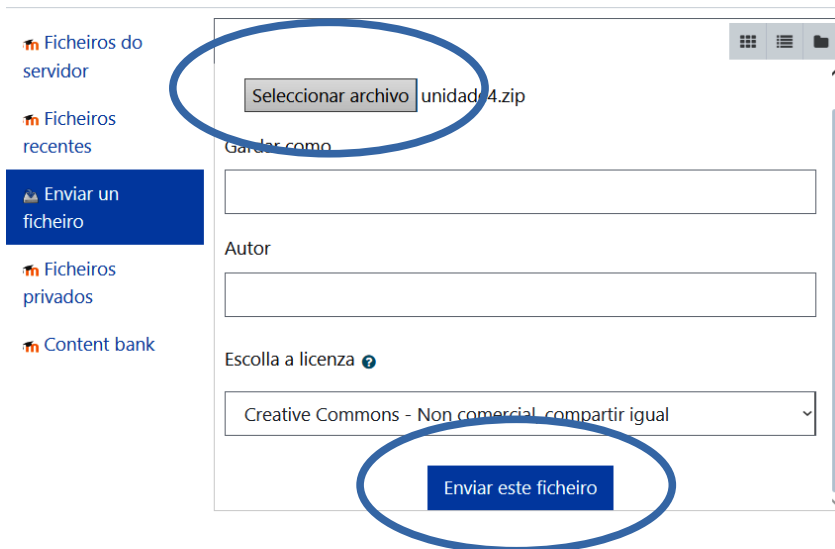 Ficheiros do
servidor
Ficheiros
recentes
Enviar un
ficheiro
Ficheiros
privados
Content bank
Seleccionar archivo unidade4.zip
Gardar como
Autor
Escolla a licenza
Creative Commons - Non comercial, compartir igual
Enviar este ficheiro